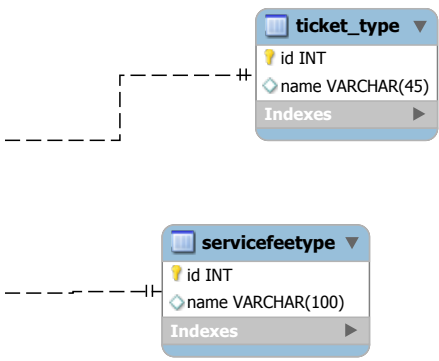 ticket_type
id INT
name VARCHAR(45)
Indexes
servicefeetype
id INT
name VARCHAR(100)
Indexes